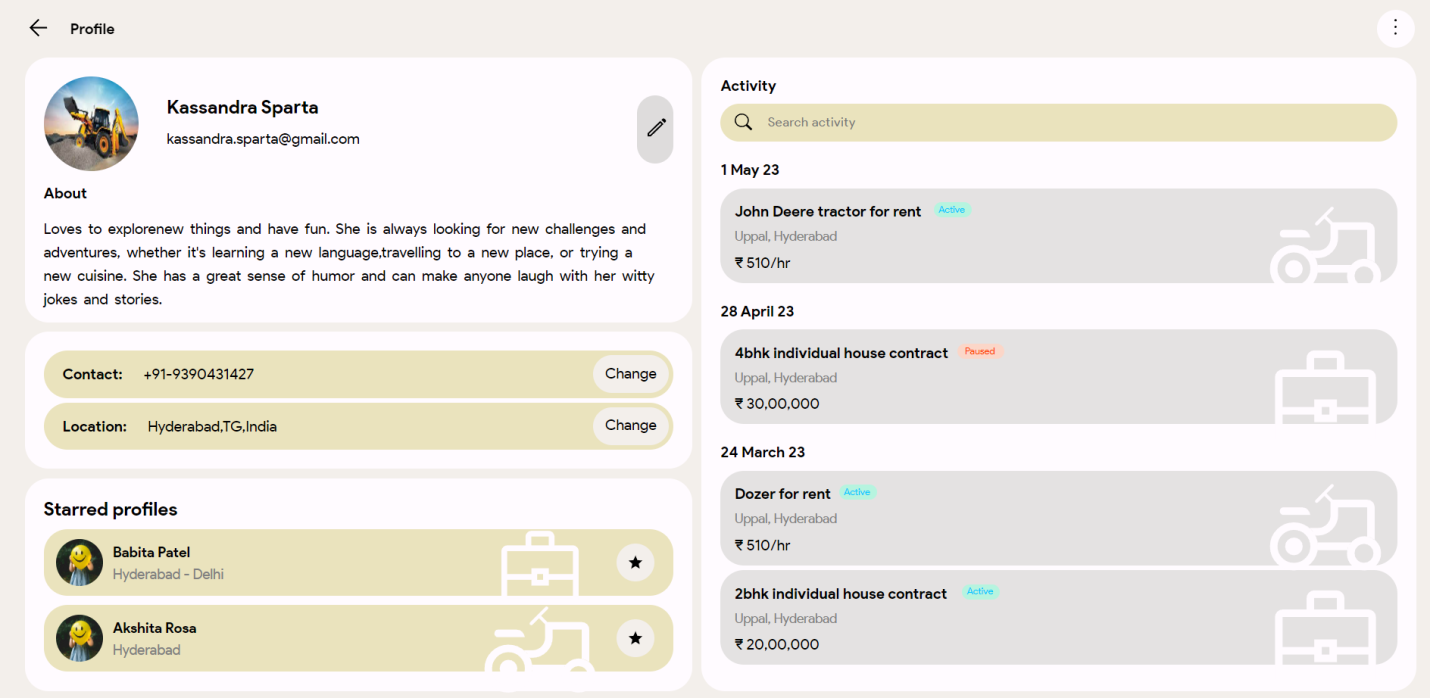 Profile
Kassandra Sparta
kassandra.sparta@gmail.com
About
Loves to explorenew things and have fun. She is always looking for new challenges and
adventures, whether it's learning a new language,travelling to a new place, or trying a
new cuisine. She has a great sense of humor and can make anyone laugh with her witty
jokes and stories.
Contact: +91-9390431427 Change
Location: Hyderabad,TG,India Change
Starred profiles
Babita Patel
Hyderabad - Delhi
Akshita Rosa
Hyderabad
Activity
Search activity
1 May 23
John Deere tractor for rent Active
Uppal, Hyderabad
₹ 510/hr
28 April 23
4bhk individual house contract Paused
Uppal, Hyderabad
₹ 30,00,000
24 March 23
Dozer for rent Active
Uppal, Hyderabad
₹ 510/hr
2bhk individual house contract Active
Uppal, Hyderabad
₹ 20,00,000